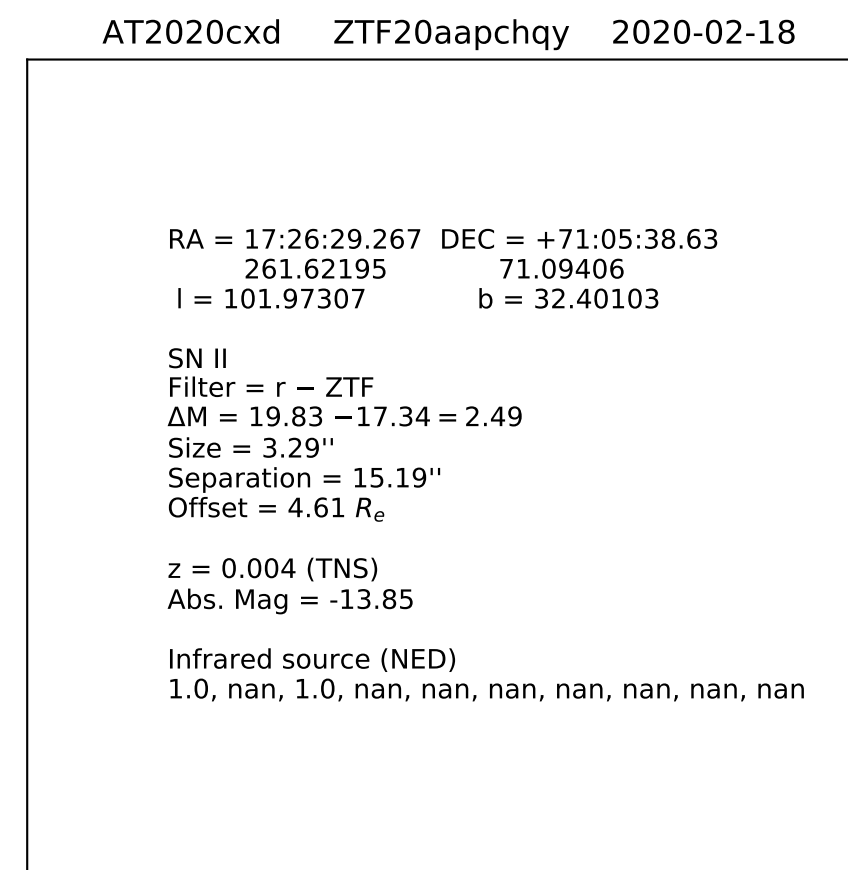 AT2020cxd ZTF20aapchqy 2020-02-18
RA = 17:26:29.267 DEC = +71:05:38.63
261.62195 71.09406
l = 101.97307 b = 32.40103
SN II
Filter = r − ZTF
ΔM = 19.83 −17.34 = 2.49
Size = 3.29''
Separation = 15.19''
Offset = 4.61 Re
z = 0.004 (TNS)
Abs. Mag = -13.85
Infrared source (NED)
1.0, nan, 1.0, nan, nan, nan, nan, nan, nan, nan